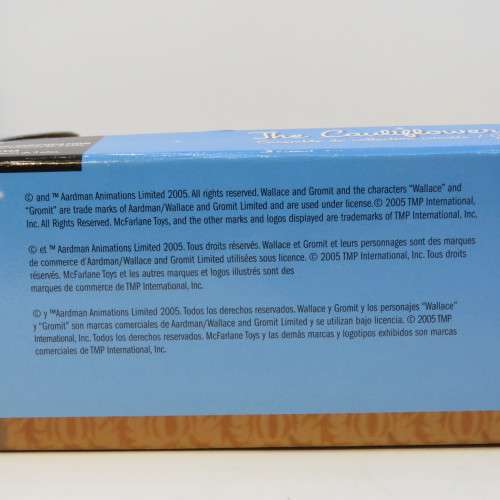 The Cauliflower
© and ™ Aardman Animations Limited 2005. All rights reserved. Wallace and Gromit and the characters "Wallace" and
"Gromit" are trade marks of Aardman/Wallace and Gromit Limited and are used under license.© 2005 TMP International,
Inc. All Rights Reserved. McFarlane Toys, and the other marks and logos displayed are trademarks of TMP International, Inc.
© et ™ Aardman Animations Limited 2005. Tous droits réservés. Wallace et Gromit et leurs personnages sont des marques
de commerce d'Aardman/Wallace and Gromit Limited utilisées sous licence. © 2005 TMP International, Inc. Tous droits
réservés. McFarlane Toys et les autres marques et logos illustrés sont des
marques de commerce de TMP International, Inc.
© y ™Aardman Animations Limited 2005. Todos los derechos reservados. Wallace y Gromit y los personajes "Wallace"
y "Gromit" son marcas comerciales de Aardman/Wallace and Gromit Limited y se utilizan bajo licencia. © 2005 TMP
International, Inc. Todos los derechos reservados. McFarlane Toys y las demás marcas y logotipos exhibidos son marcas
comerciales de TMP International, Inc.